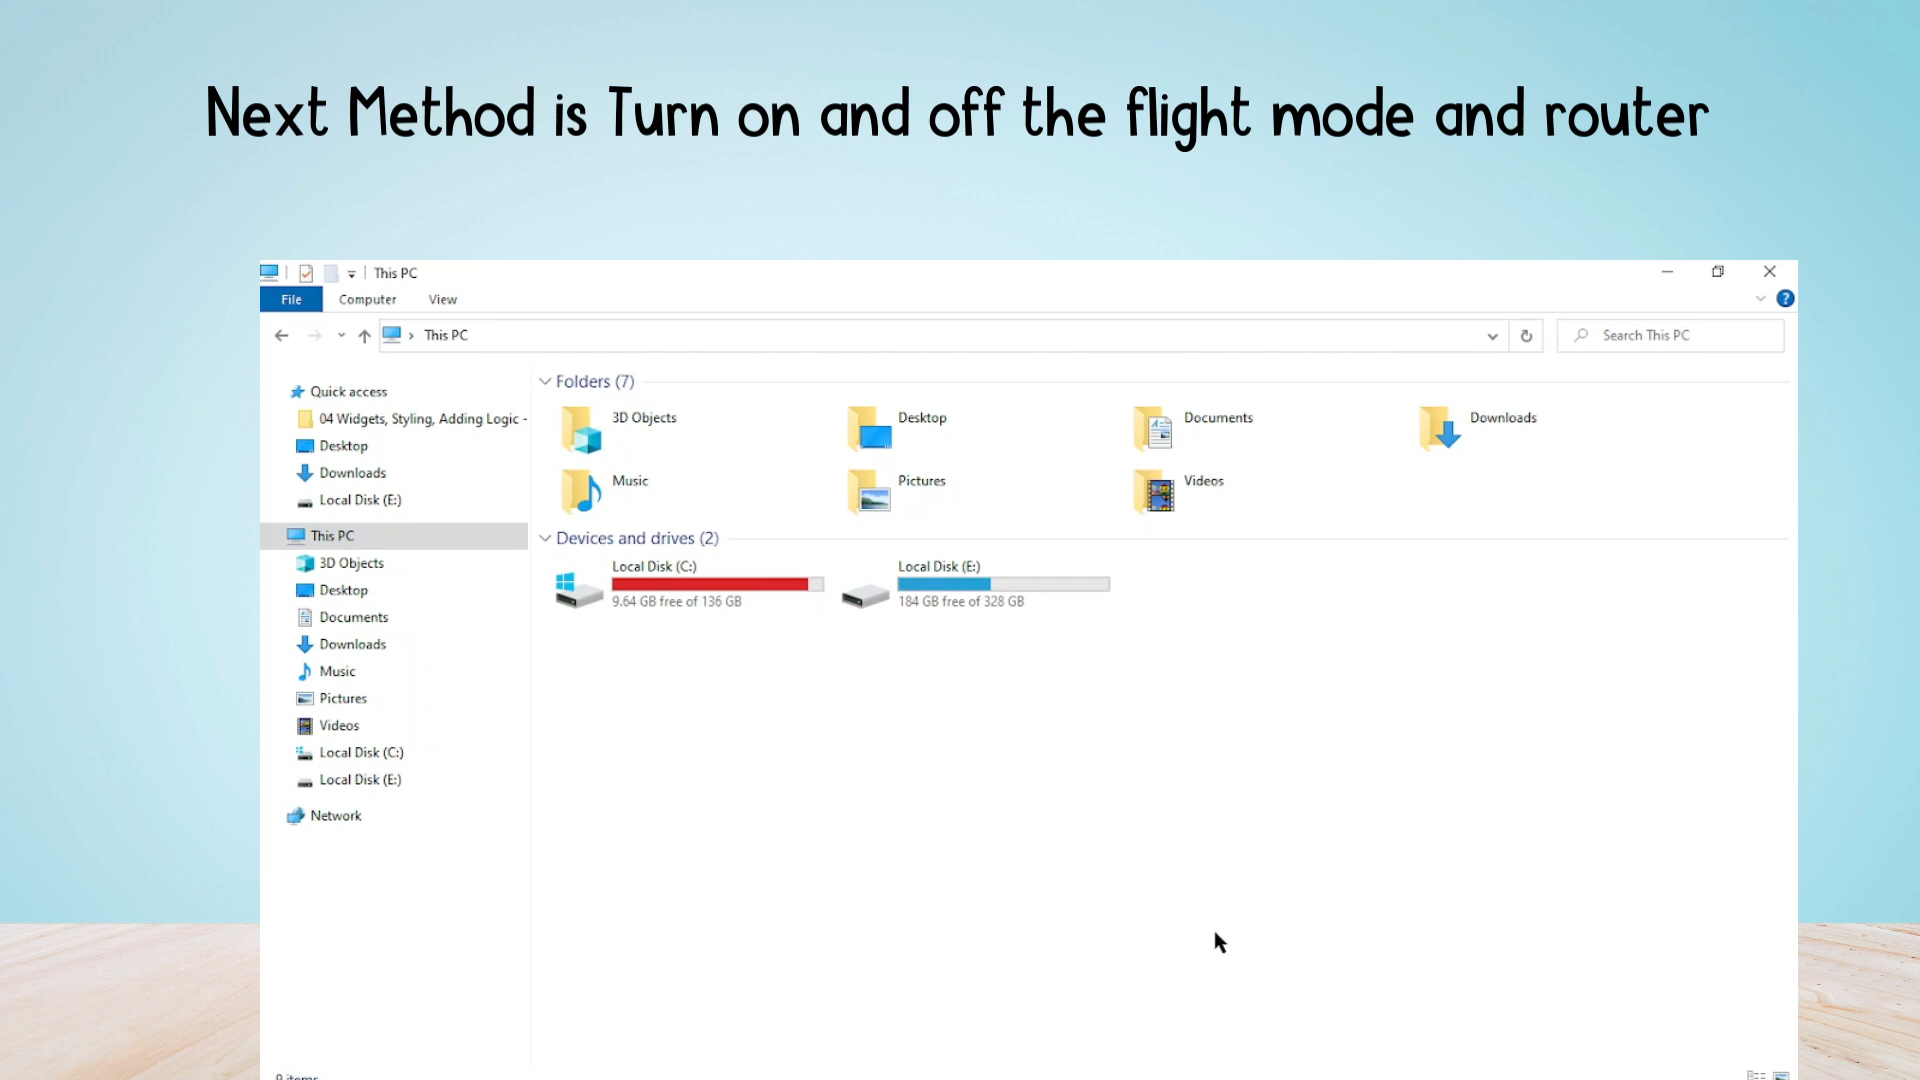 Next Method is Turn on and off the flight mode and router
This PC
File Computer View
This PC
Search This PC
Quick access
04 Widgets, Styling, Adding Logic -
Desktop
Downloads
Local Disk (E:)
This PC
3D Objects
Desktop
Documents
Downloads
Music
Pictures
Videos
Local Disk (C:)
Local Disk (E:)
Network
Folders (7)
3D Objects
Desktop
Documents
Downloads
Music
Pictures
Videos
Devices and drives (2)
Local Disk (C:)
9.64 GB free of 136 GB
Local Disk (E:)
184 GB free of 328 GB
9 items